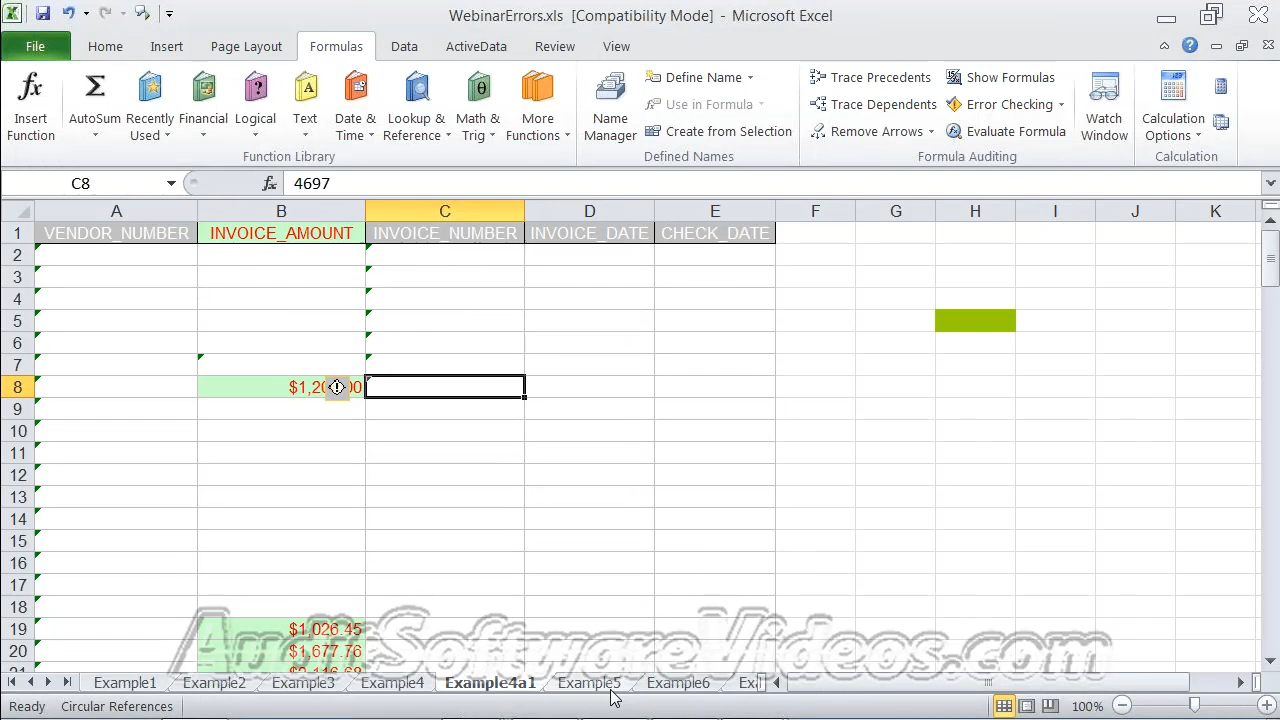 WebinarErrors.xls [Compatibility Mode] - Microsoft Excel
File Home Insert Page Layout Formulas Data ActiveData Review View
fx Insert Function
Σ AutoSum
Recently Used
Financial
Logical
Text
Date & Time
Lookup & Reference
Math & Trig
More Functions
Function Library
Name Manager
Define Name
Use in Formula
Create from Selection
Defined Names
Trace Precedents
Trace Dependents
Remove Arrows
Show Formulas
Error Checking
Evaluate Formula
Formula Auditing
Watch Window
Calculation Options
Calculation
C8 fx 4697
A B C D E F G H I J K
1 VENDOR_NUMBER INVOICE_AMOUNT INVOICE_NUMBER INVOICE_DATE CHECK_DATE
2
3
4
5
6
7
8
9
10
11
12
13
14
15
16
17
18
19 $1,026.45
20 $1,677.76
21
AuditSoftwareVideos.com
Example1 Example2 Example3 Example4 Example4a1 Example5 Example6
Ready Circular References 100%